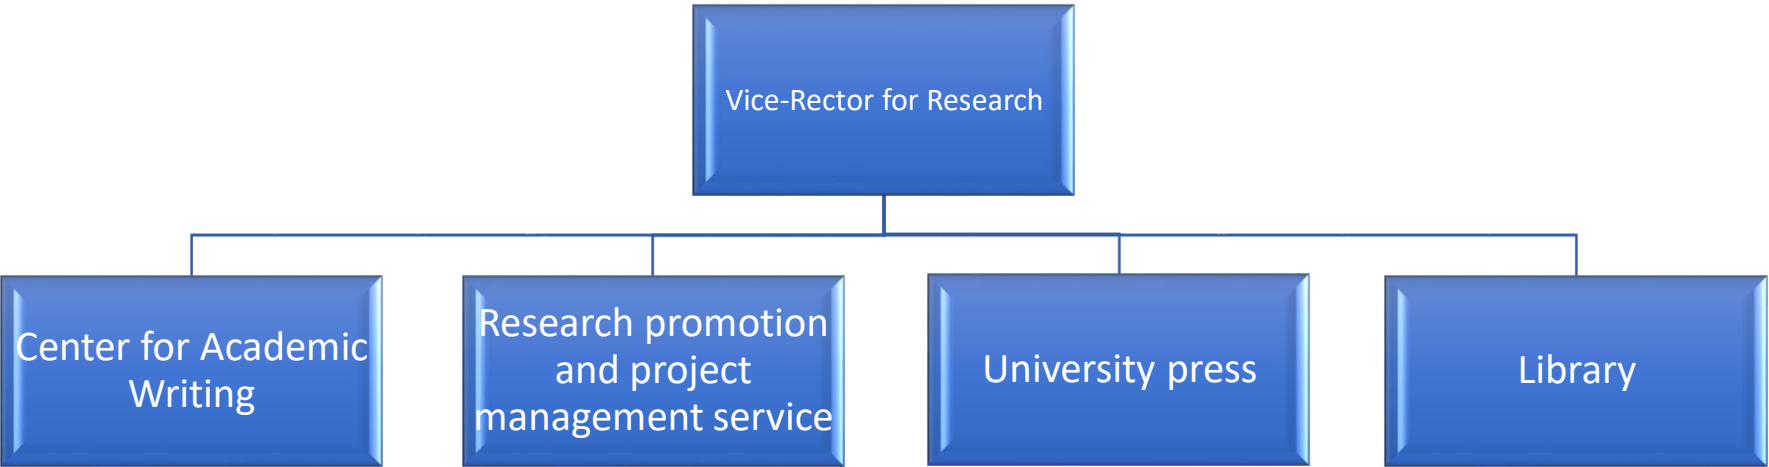 Vice-Rector for Research
Center for Academic
Writing
Research promotion
and project
management service
University press
Library